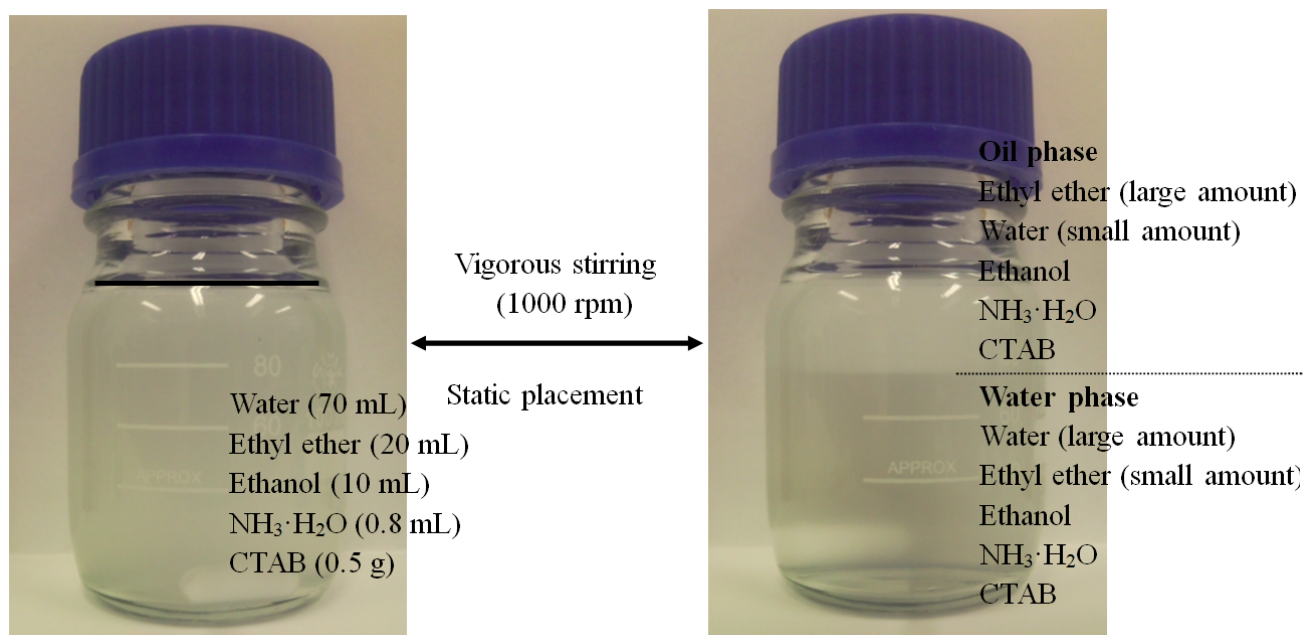 80
60
APPROX
Water (70 mL)
Ethyl ether (20 mL)
Ethanol (10 mL)
NH₃·H₂O (0.8 mL)
CTAB (0.5 g)
Vigorous stirring
(1000 rpm)
Static placement
Oil phase
Ethyl ether (large amount)
Water (small amount)
Ethanol
NH₃·H₂O
CTAB
Water phase
Water (large amount)
Ethyl ether (small amount)
Ethanol
NH₃·H₂O
CTAB
APPROX